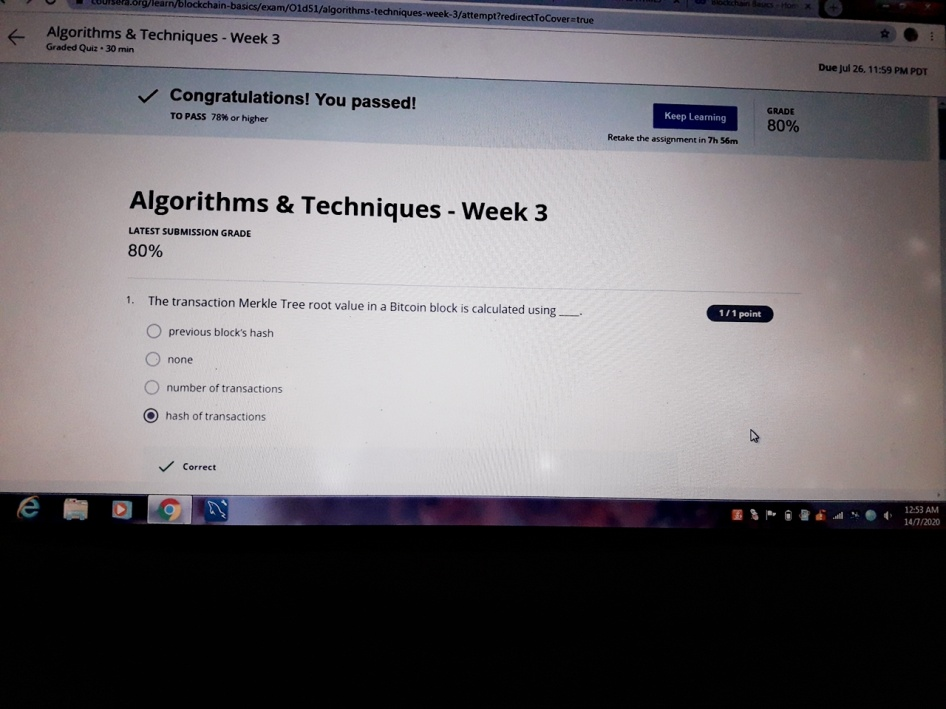 coursera.org/learn/blockchain-basics/exam/O1d51/algorithms-techniques-week-3/attempt?redirectToCover=true
Algorithms & Techniques - Week 3
Graded Quiz • 30 min
Due Jul 26, 11:59 PM PDT
Congratulations! You passed!
TO PASS 78% or higher
Keep Learning
GRADE
80%
Retake the assignment in 7h 56m
Algorithms & Techniques - Week 3
LATEST SUBMISSION GRADE
80%
1. The transaction Merkle Tree root value in a Bitcoin block is calculated using ____.
1 / 1 point
previous block's hash
none
number of transactions
hash of transactions
Correct
12:53 AM
14/7/2020